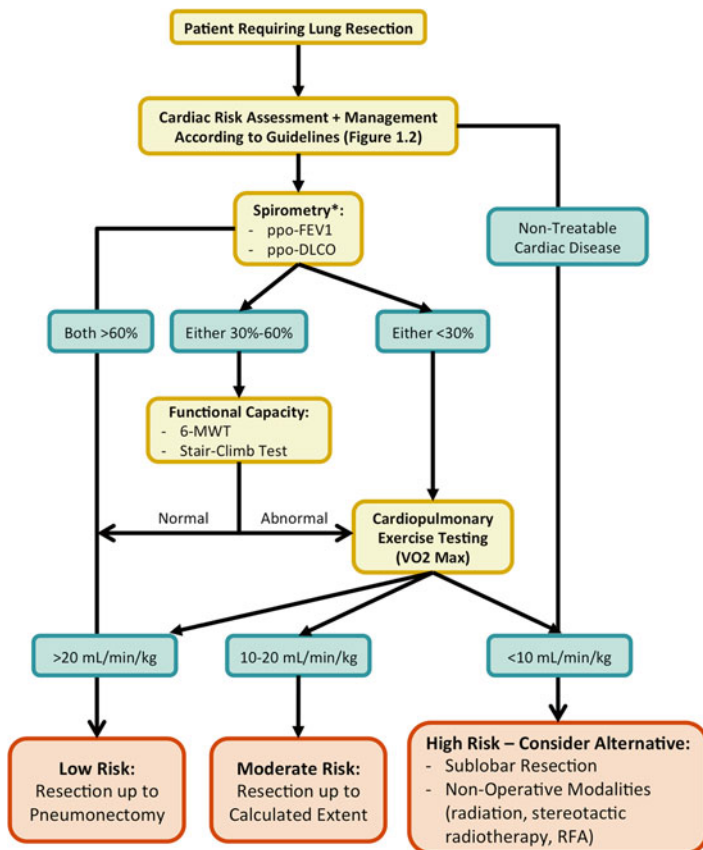 Patient Requiring Lung Resection
Cardiac Risk Assessment + Management
According to Guidelines (Figure 1.2)
Spirometry*:
- ppo-FEV1
- ppo-DLCO
Non-Treatable
Cardiac Disease
Both >60%
Either 30%-60%
Either <30%
Functional Capacity:
- 6-MWT
- Stair-Climb Test
Normal
Abnormal
Cardiopulmonary
Exercise Testing
(VO2 Max)
>20 mL/min/kg
10-20 mL/min/kg
<10 mL/min/kg
Low Risk:
Resection up to
Pneumonectomy
Moderate Risk:
Resection up to
Calculated Extent
High Risk – Consider Alternative:
- Sublobar Resection
- Non-Operative Modalities
(radiation, stereotactic
radiotherapy, RFA)